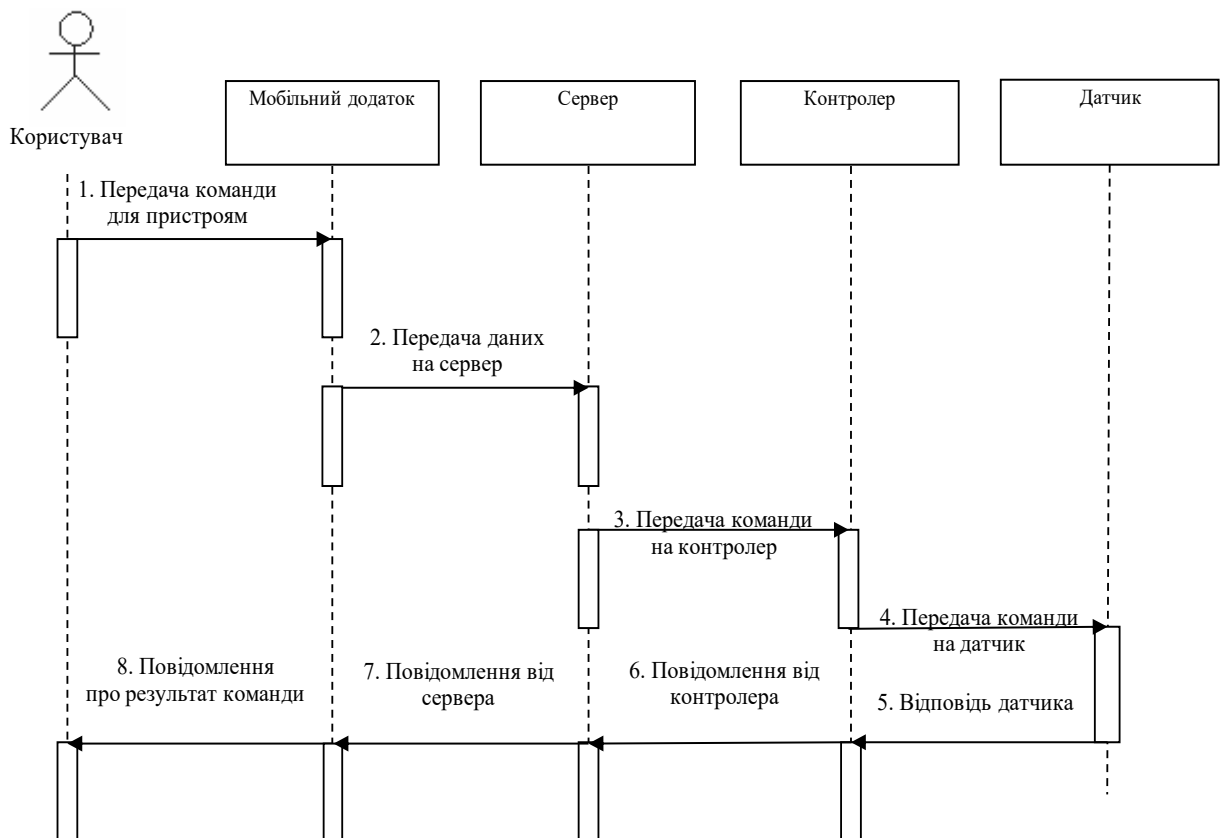 Користувач
Мобільний додаток
Сервер
Контролер
Датчик
1. Передача команди
для пристроям
2. Передача даних
на сервер
3. Передача команди
на контролер
4. Передача команди
на датчик
5. Відповідь датчика
6. Повідомлення від
контролера
7. Повідомлення від
сервера
8. Повідомлення
про результат команди